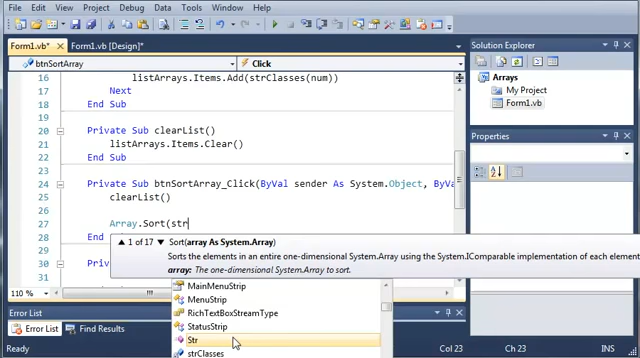 File Edit View Project Build Debug Data Tools Window Help
Form1.vb* Form1.vb [Design]*
btnSortArray Click
16 listArrays.Items.Add(strClasses(num))
17 Next
18 End Sub
19
20 Private Sub clearList()
21 listArrays.Items.Clear()
22 End Sub
23
24 Private Sub btnSortArray_Click(ByVal sender As System.Object, ByVa
25 clearList()
26
27 Array.Sort(str
28 End
29
30 Priv
31
110 %
1 of 17 Sort(array As System.Array)
Sorts the elements in an entire one-dimensional System.Array using the System.IComparable implementation of each element
array: The one-dimensional System.Array to sort.
MainMenuStrip
MenuStrip
RichTextBoxStreamType
StatusStrip
Str
strClasses
Solution Explorer
Arrays
My Project
Form1.vb
Properties
Error List
Error List Find Results
Col 23 Ch 23